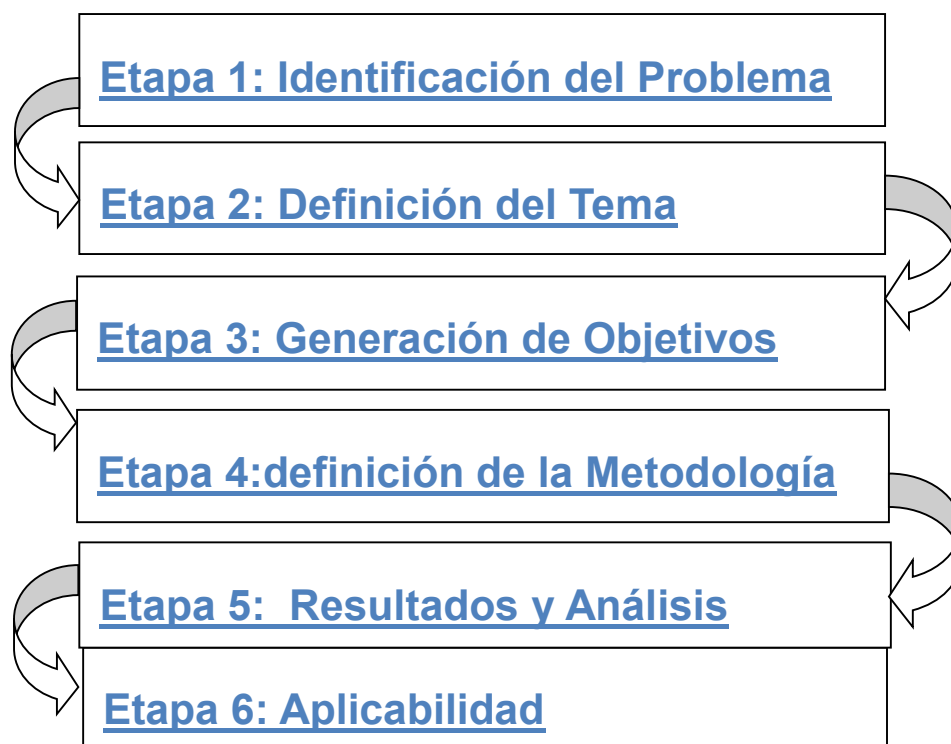 Etapa 1: Identificación del Problema
Etapa 2: Definición del Tema
Etapa 3: Generación de Objetivos
Etapa 4:definición de la Metodología
Etapa 5:  Resultados y Análisis
Etapa 6: Aplicabilidad